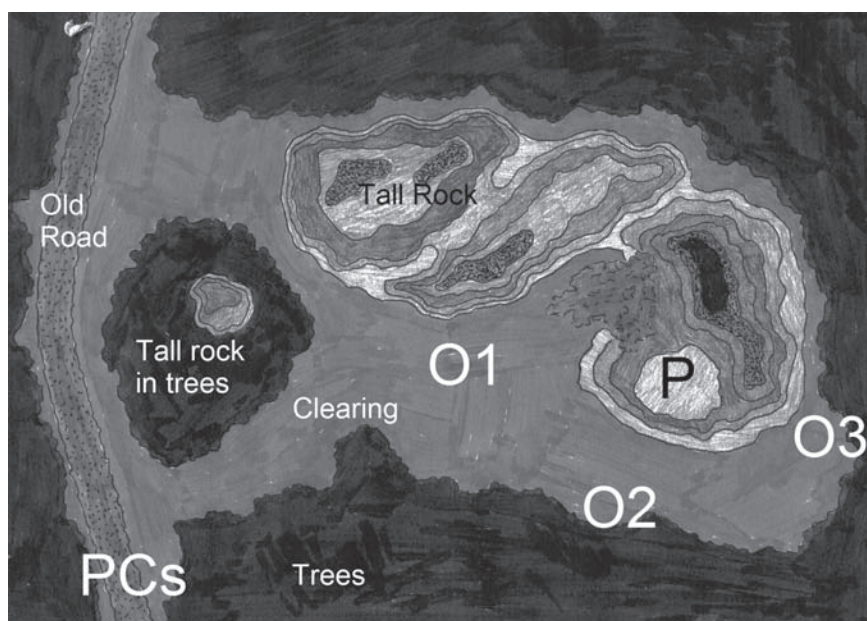 Old
Road
Tall Rock
Tall rock
in trees
O1
P
Clearing
O3
O2
PCs
Trees